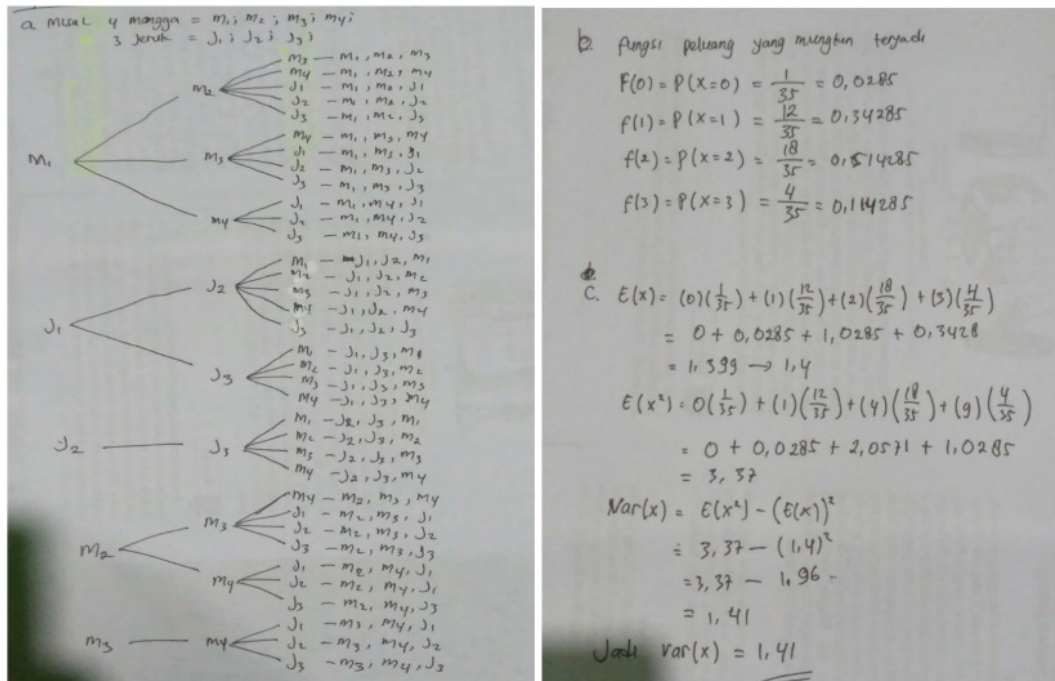 a. Misal 4 mangga = m1; m2; m3; m4;
3 Jeruk = J1; J2; J3;
M1
m2
m3 — m1, m2, m3
m4 — m1, m2, m4
J1 — m1, m2, J1
J2 — m1, m2, J2
J3 — m1, m2, J3
m3
m4 — m1, m3, m4
J1 — m1, m3, J1
J2 — m1, m3, J2
J3 — m1, m3, J3
m4
J1 — m1, m4, J1
J2 — m1, m4, J2
J3 — m1, m4, J3
J1
J2
m1 — J1, J2, m1
m2 — J1, J2, m2
m3 — J1, J2, m3
m4 — J1, J2, m4
J3 — J1, J2, J3
J3
m1 — J1, J3, m1
m2 — J1, J3, m2
m3 — J1, J3, m3
m4 — J1, J3, m4
J2
J3
m1 — J2, J3, m1
m2 — J2, J3, m2
m3 — J2, J3, m3
m4 — J2, J3, m4
m2
m3
m4 — m2, m3, m4
J1 — m2, m3, J1
J2 — m2, m3, J2
J3 — m2, m3, J3
m4
J1 — m2, m4, J1
J2 — m2, m4, J1
J3 — m2, m4, J3
m3
m4
J1 — m3, m4, J1
J2 — m3, m4, J2
J3 — m3, m4, J3
b. fungsi peluang yang mungkin terjadi
F(0) = P(x=0) = 1/35 = 0,0285
f(1) = P(x=1) = 12/35 = 0,34285
f(2) = P(x=2) = 18/35 = 0,514285
f(3) = P(x=3) = 4/35 = 0,114285
C. E(x) = (0)(1/35) + (1)(12/35) + (2)(18/35) + (3)(4/35)
= 0 + 0,0285 + 1,0285 + 0,3428
= 1,399 → 1,4
E(x²) = 0(1/35) + (1)(12/35) + (4)(18/35) + (9)(4/35)
= 0 + 0,0285 + 2,0571 + 1,0285
= 3,37
Var(x) = E(x²) - (E(x))²
= 3,37 - (1,4)²
= 3,37 - 1,96
= 1,41
Jadi var(x) = 1,41